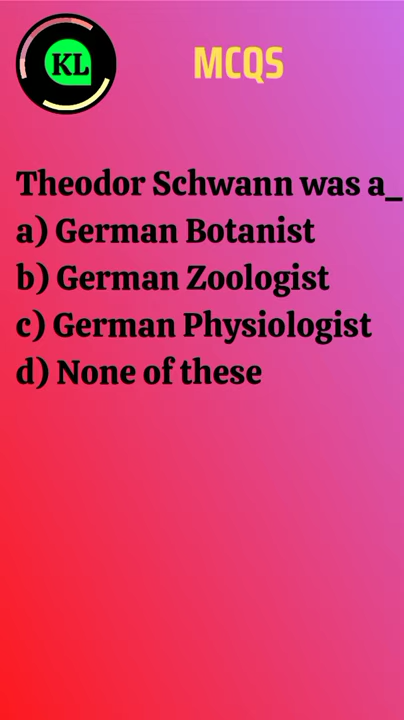 KL
MCQS
Theodor Schwann was a_
a) German Botanist
b) German Zoologist
c) German Physiologist
d) None of these